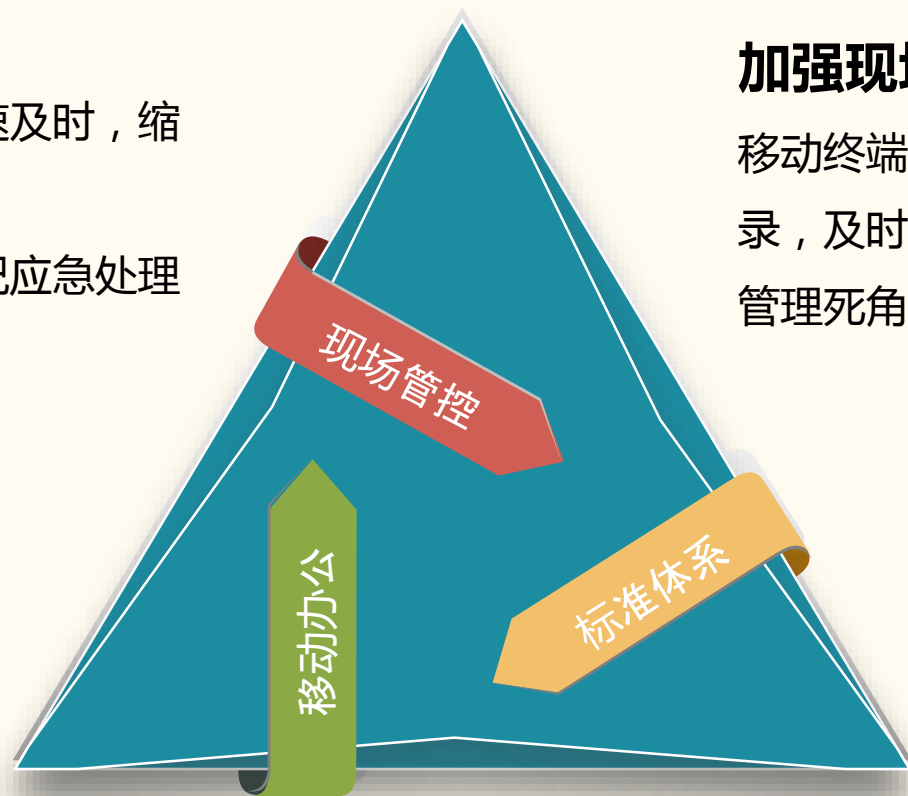 速及时，缩
应急处理
加强现场
移动终端
录，及时
管理死角
现场管控
标准体系
移动办公